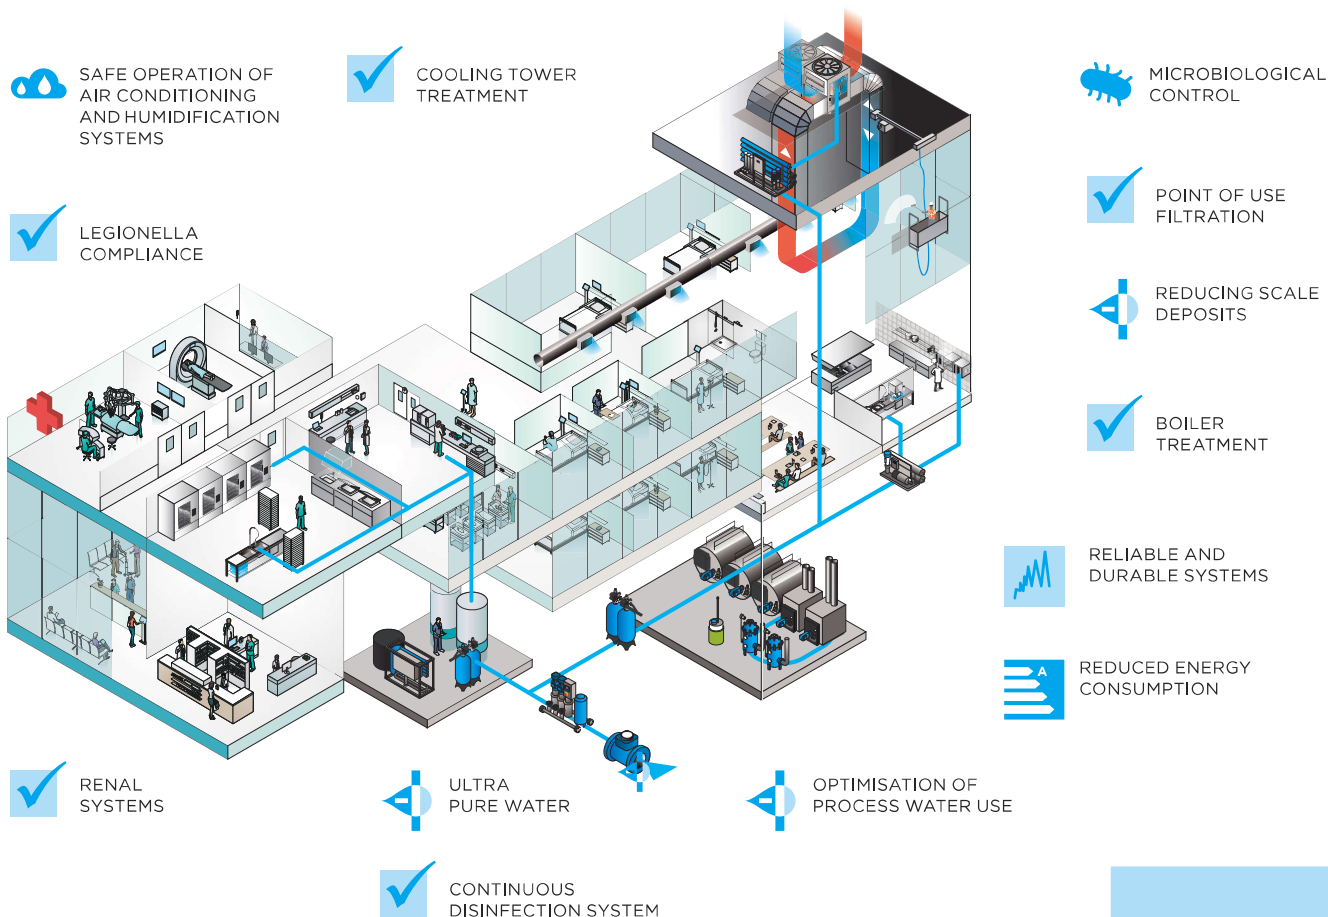 SAFE OPERATION OF
AIR CONDITIONING
AND HUMIDIFICATION
SYSTEMS
COOLING TOWER
TREATMENT
MICROBIOLOGICAL
CONTROL
LEGIONELLA
COMPLIANCE
POINT OF USE
FILTRATION
REDUCING SCALE
DEPOSITS
BOILER
TREATMENT
RELIABLE AND
DURABLE SYSTEMS
A
REDUCED ENERGY
CONSUMPTION
RENAL
SYSTEMS
ULTRA
PURE WATER
OPTIMISATION OF
PROCESS WATER USE
CONTINUOUS
DISINFECTION SYSTEM